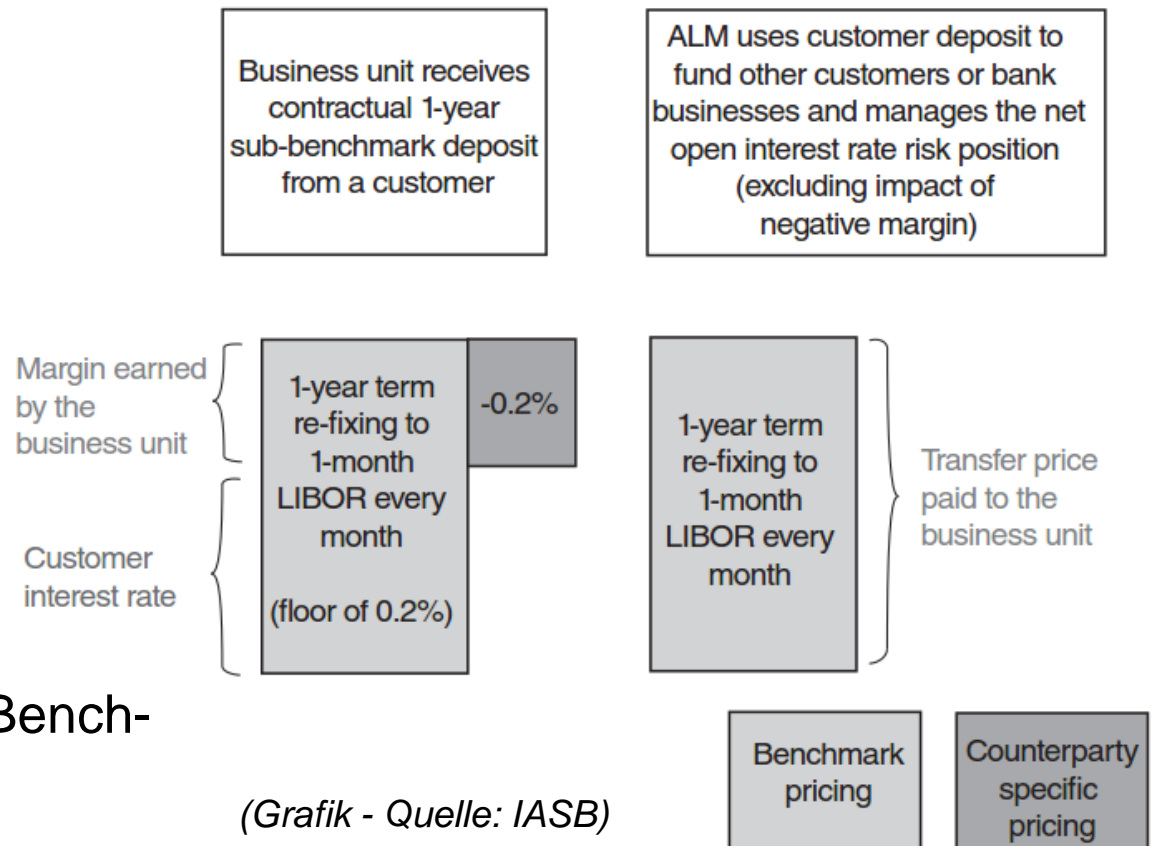 Business unit receives
contractual 1-year
sub-benchmark deposit
from a customer
ALM uses customer deposit to
fund other customers or bank
businesses and manages the net
open interest rate risk position
(excluding impact of
negative margin)
Margin earned
by the
business unit
Customer
interest rate
1-year term
re-fixing to
1-month
LIBOR every
month
(floor of 0.2%)
-0.2%
1-year term
re-fixing to
1-month
LIBOR every
month
Transfer price
paid to the
business unit
Bench-
(Grafik - Quelle: IASB)
Benchmark
pricing
Counterparty
specific
pricing